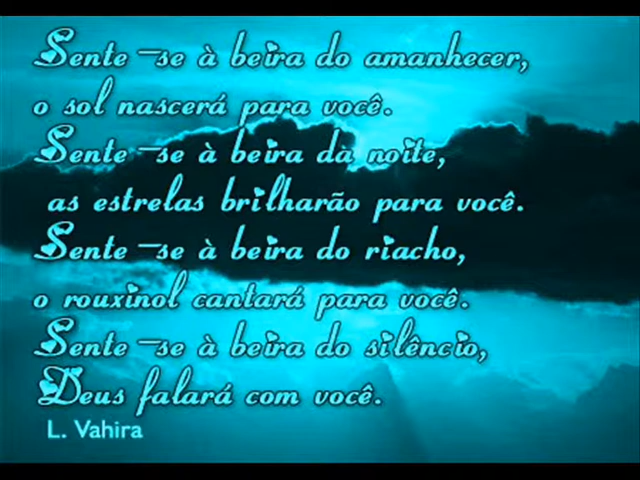 Sente-se à beira do amanhecer,
o sol nascerá para você.
Sente-se à beira da noite,
as estrelas brilharão para você.
Sente-se à beira do riacho,
o rouxinol cantará para você.
Sente-se à beira do silêncio,
Deus falará com você.
L. Vahira